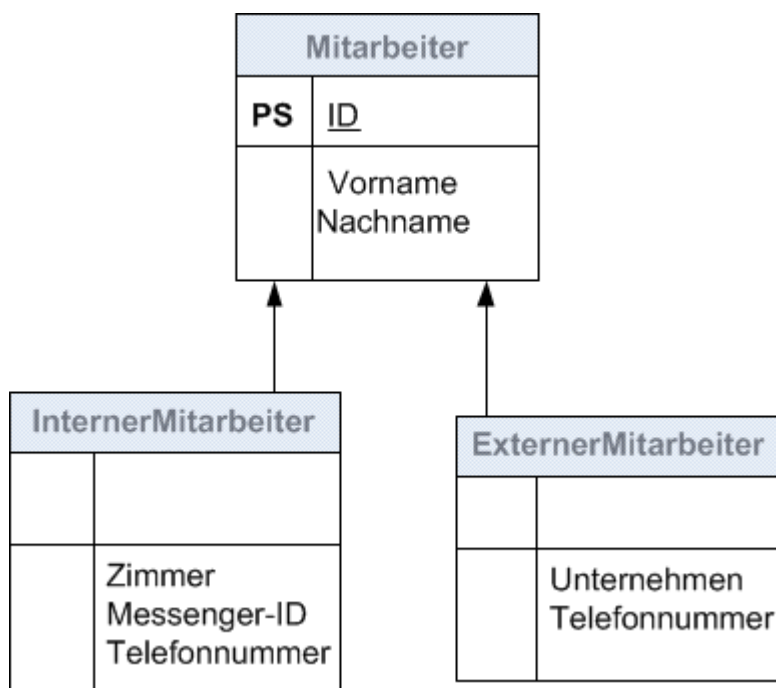 Mitarbeiter
PS ID
Vorname
Nachname
InternerMitarbeiter
Zimmer
Messenger-ID
Telefonnummer
ExternerMitarbeiter
Unternehmen
Telefonnummer